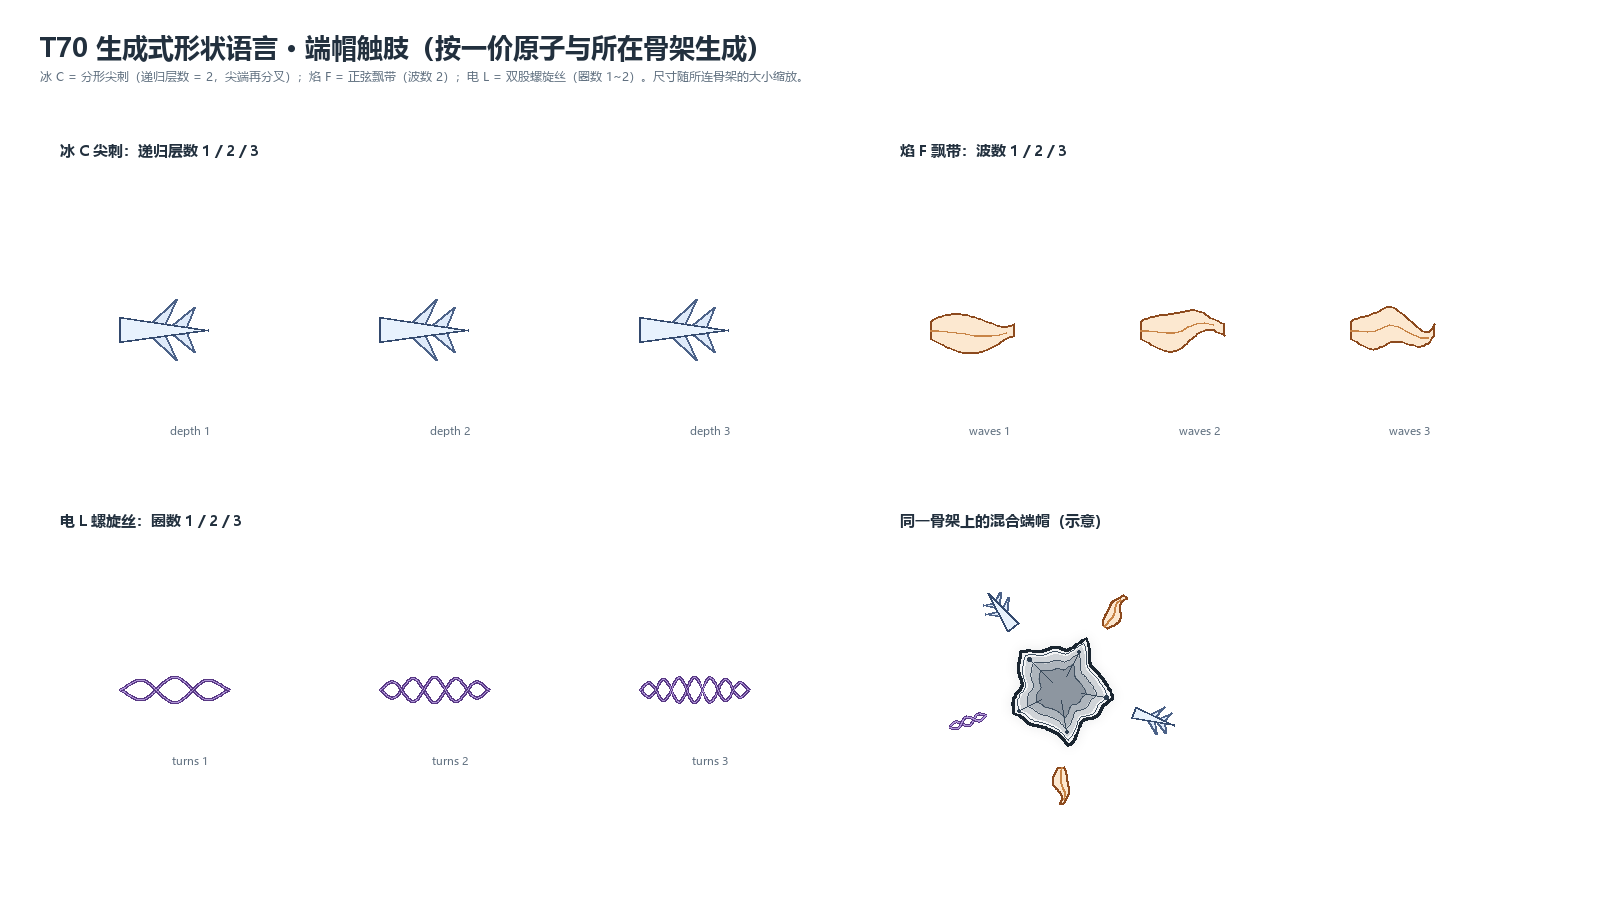 T70 生成式形状语言 · 端帽触肢（按一价原子与所在骨架生成）
冰 C = 分形尖刺（递归层数 = 2，尖端再分叉）；焰 F = 正弦飘带（波数 2）；电 L = 双股螺旋丝（圈数 1~2）。尺寸随所连骨架的大小缩放。
冰 C 尖刺：递归层数 1 / 2 / 3
焰 F 飘带：波数 1 / 2 / 3
depth 1
depth 2
depth 3
waves 1
waves 2
waves 3
电 L 螺旋丝：圈数 1 / 2 / 3
同一骨架上的混合端帽（示意）
turns 1
turns 2
turns 3